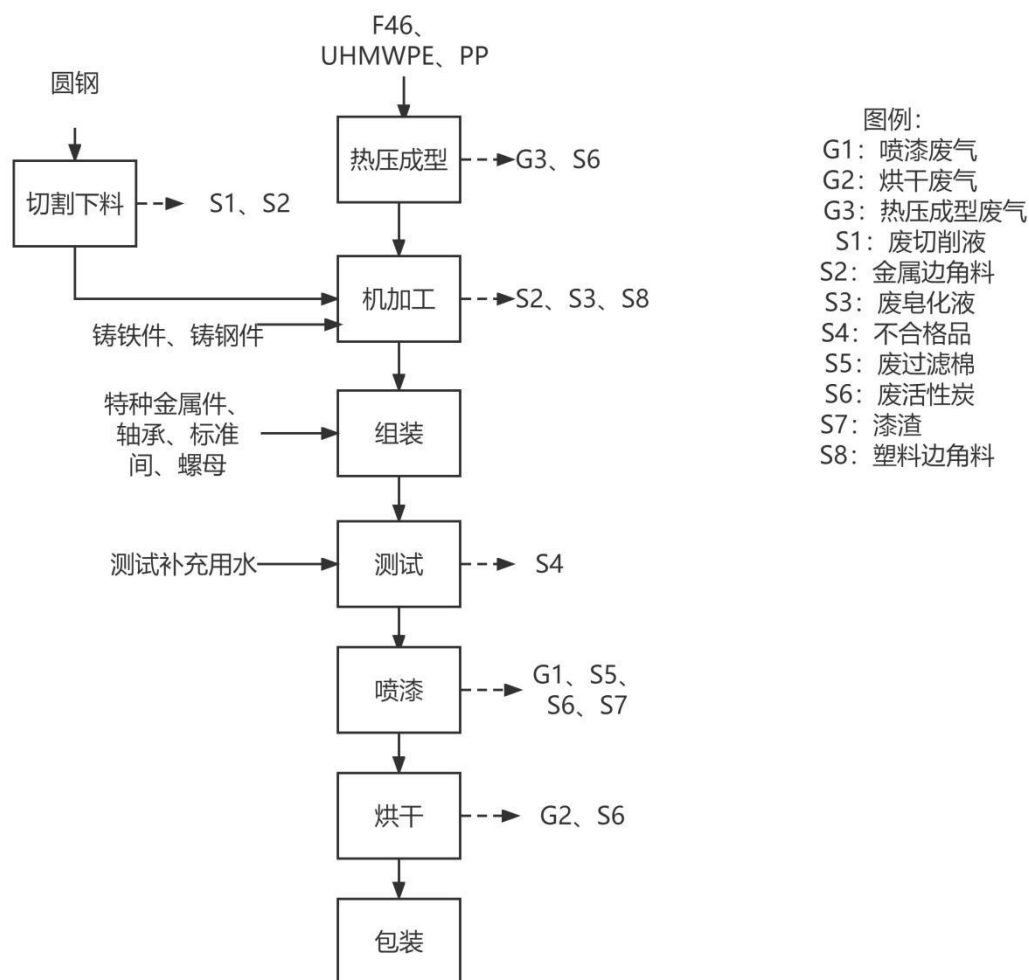 F46、
UHMWPE、PP
圆钢
热压成型
G3、S6
切割下料
S1、S2
机加工
S2、S3、S8
铸铁件、铸钢件
特种金属件、
轴承、标准
间、螺母
组装
测试补充用水
测试
S4
喷漆
G1、S5、
S6、S7
烘干
G2、S6
包装
图例：
G1：喷漆废气
G2：烘干废气
G3：热压成型废气
S1：废切削液
S2：金属边角料
S3：废皂化液
S4：不合格品
S5：废过滤棉
S6：废活性炭
S7：漆渣
S8：塑料边角料